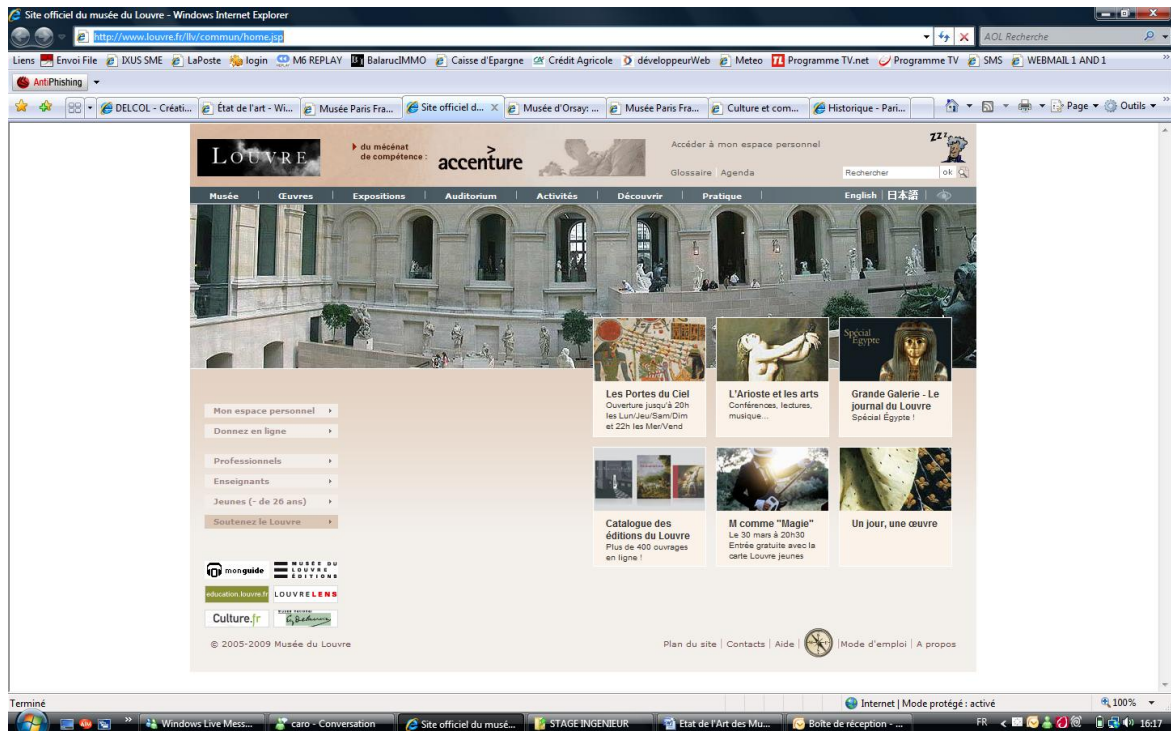 Site officiel du musée du Louvre - Windows Internet Explorer
http://www.louvre.fr/llv/commun/home.jsp
AOL Recherche
Liens Envoi File IXUS SME LaPoste login M6 REPLAY BalarucIMMO Caisse d'Epargne Crédit Agricole développeurWeb Meteo Programme TV.net Programme TV SMS WEBMAIL 1 AND 1
AntiPhishing
DELCOL - Créati... État de l'art - Wi... Musée Paris Fra... Site officiel d... Musée d'Orsay: ... Musée Paris Fra... Culture et com... Historique - Pari... Page Outils
LOUVRE
du mécénat
de compétence :
accenture
Accéder à mon espace personnel
Glossaire Agenda
zzz
Rechercher ok
Musée Œuvres Expositions Auditorium Activités Découvrir Pratique English 日本語
Spécial
Egypte
Les Portes du Ciel
Ouverture jusqu'à 20h
les Lun/Jeu/Sam/Dim
et 22h les Mer/Vend
L'Arioste et les arts
Conférences, lectures,
musique...
Grande Galerie - Le
journal du Louvre
Spécial Égypte !
Mon espace personnel
Donnez en ligne
Professionnels
Enseignants
Jeunes (- de 26 ans)
Soutenez le Louvre
Catalogue des
éditions du Louvre
Plus de 400 ouvrages
en ligne !
M comme "Magie"
Le 30 mars à 20h30
Entrée gratuite avec la
carte Louvre jeunes
Un jour, une œuvre
monguide
MUSÉE DU
LOUVRE
ÉDITIONS
education.louvre.fr
LOUVRELENS
Culture.fr
© 2005-2009 Musée du Louvre
Plan du site | Contacts | Aide | Mode d'emploi | A propos
Terminé
Internet | Mode protégé : activé
100%
Windows Live Mess... caro - Conversation Site officiel du musé... STAGE INGENIEUR Etat de l'Art des Mu... Boîte de réception - ... FR 16:17